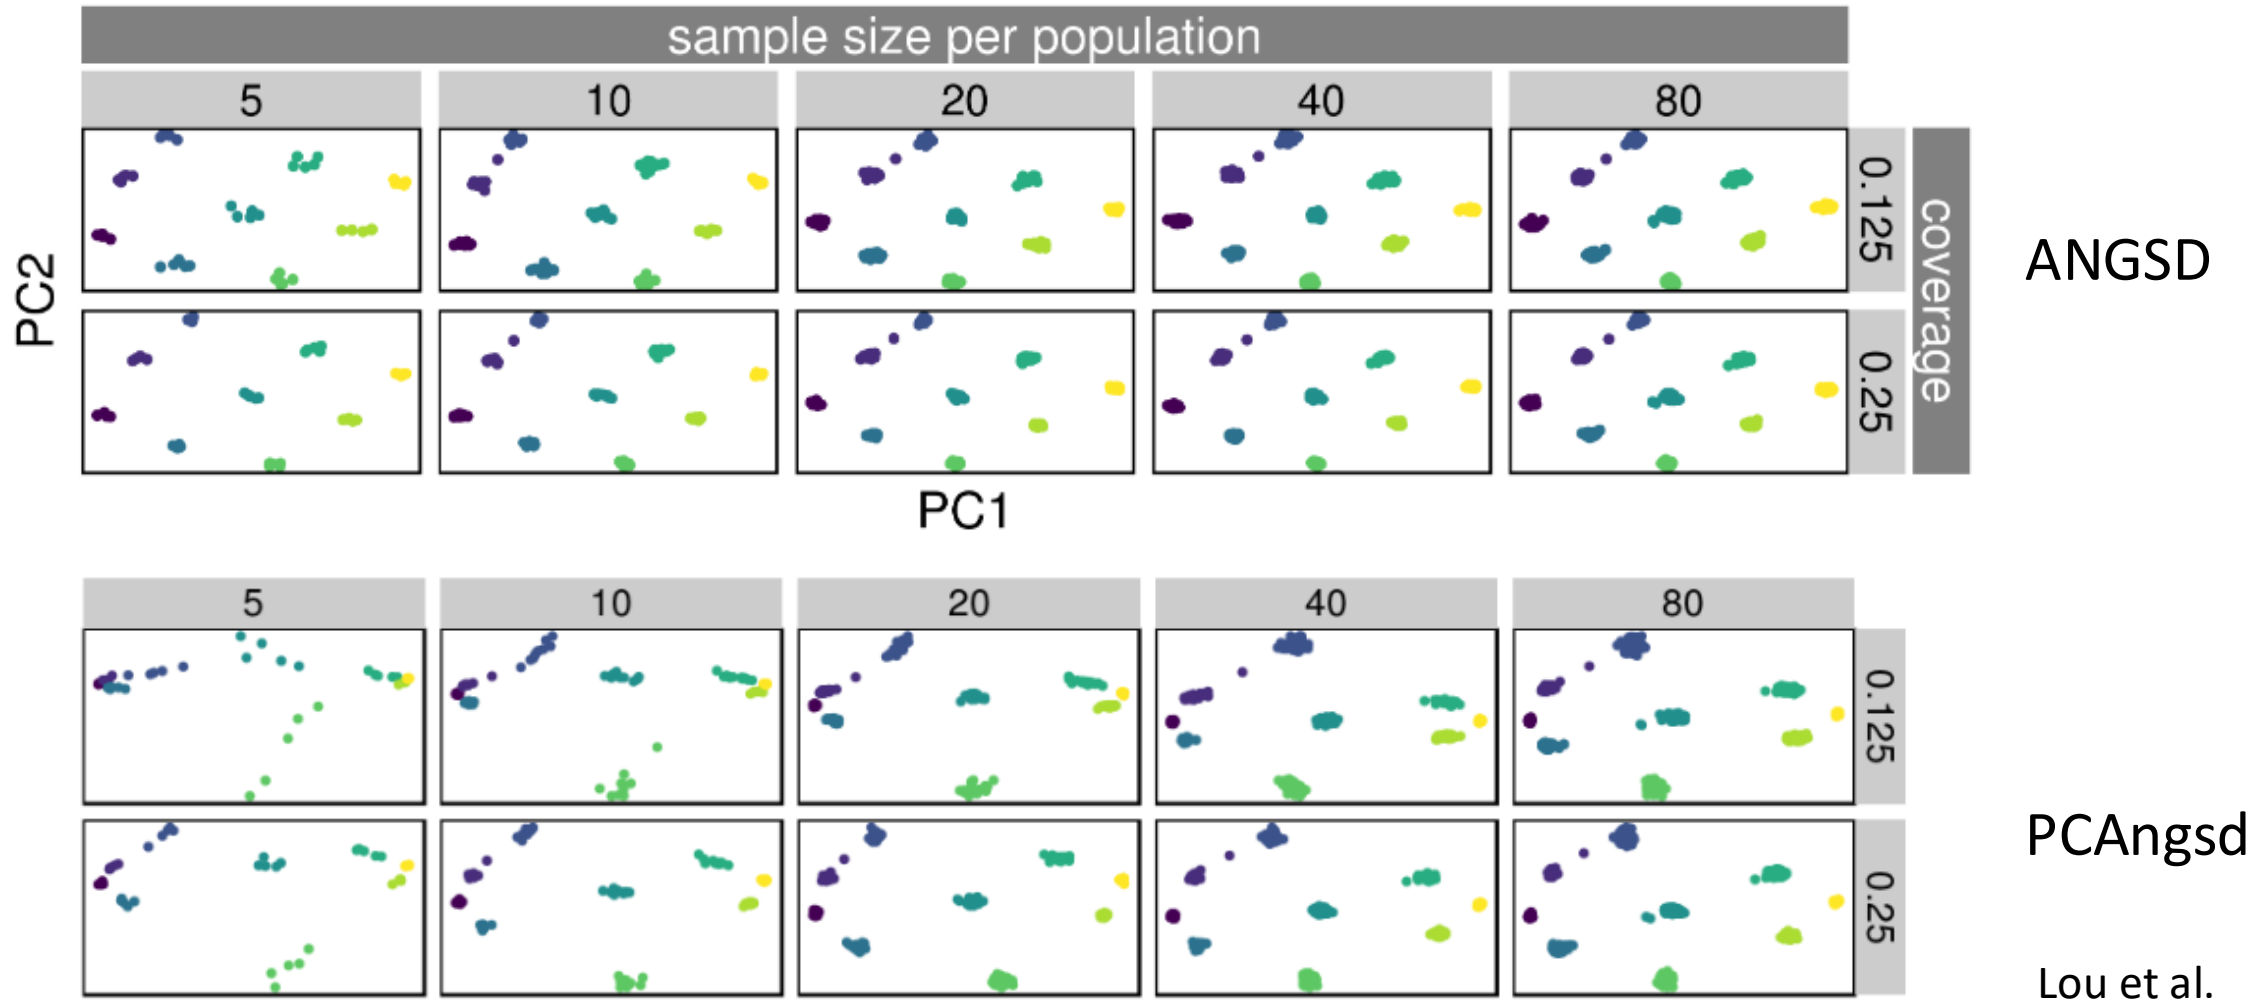 sample size per population
5 10 20 40 80
0.125
0.25
coverage
PC2
PC1
ANGSD
5 10 20 40 80
0.125
0.25
PCAngsd
Lou et al.